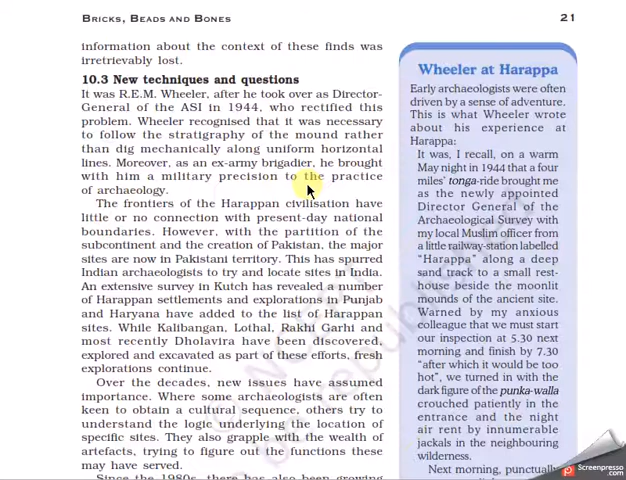 BRICKS, BEADS AND BONES
21
information about the context of these finds was
irretrievably lost.
10.3 New techniques and questions
It was R.E.M. Wheeler, after he took over as Director-
General of the ASI in 1944, who rectified this
problem. Wheeler recognised that it was necessary
to follow the stratigraphy of the mound rather
than dig mechanically along uniform horizontal
lines. Moreover, as an ex-army brigadier, he brought
with him a military precision to the practice
of archaeology.
The frontiers of the Harappan civilisation have
little or no connection with present-day national
boundaries. However, with the partition of the
subcontinent and the creation of Pakistan, the major
sites are now in Pakistani territory. This has spurred
Indian archaeologists to try and locate sites in India.
An extensive survey in Kutch has revealed a number
of Harappan settlements and explorations in Punjab
and Haryana have added to the list of Harappan
sites. While Kalibangan, Lothal, Rakhi Garhi and
most recently Dholavira have been discovered,
explored and excavated as part of these efforts, fresh
explorations continue.
Over the decades, new issues have assumed
importance. Where some archaeologists are often
keen to obtain a cultural sequence, others try to
understand the logic underlying the location of
specific sites. They also grapple with the wealth of
artefacts, trying to figure out the functions these
may have served.
Since the 1980s, there has also been growing
Wheeler at Harappa
Early archaeologists were often
driven by a sense of adventure.
This is what Wheeler wrote
about his experience at
Harappa:
It was, I recall, on a warm
May night in 1944 that a four
miles' tonga-ride brought me
as the newly appointed
Director General of the
Archaeological Survey with
my local Muslim officer from
a little railway-station labelled
"Harappa" along a deep
sand track to a small rest-
house beside the moonlit
mounds of the ancient site.
Warned by my anxious
colleague that we must start
our inspection at 5.30 next
morning and finish by 7.30
"after which it would be too
hot", we turned in with the
dark figure of the punka-walla
crouched patiently in the
entrance and the night
air rent by innumerable
jackals in the neighbouring
wilderness.
Next morning, punctually
Screenpresso